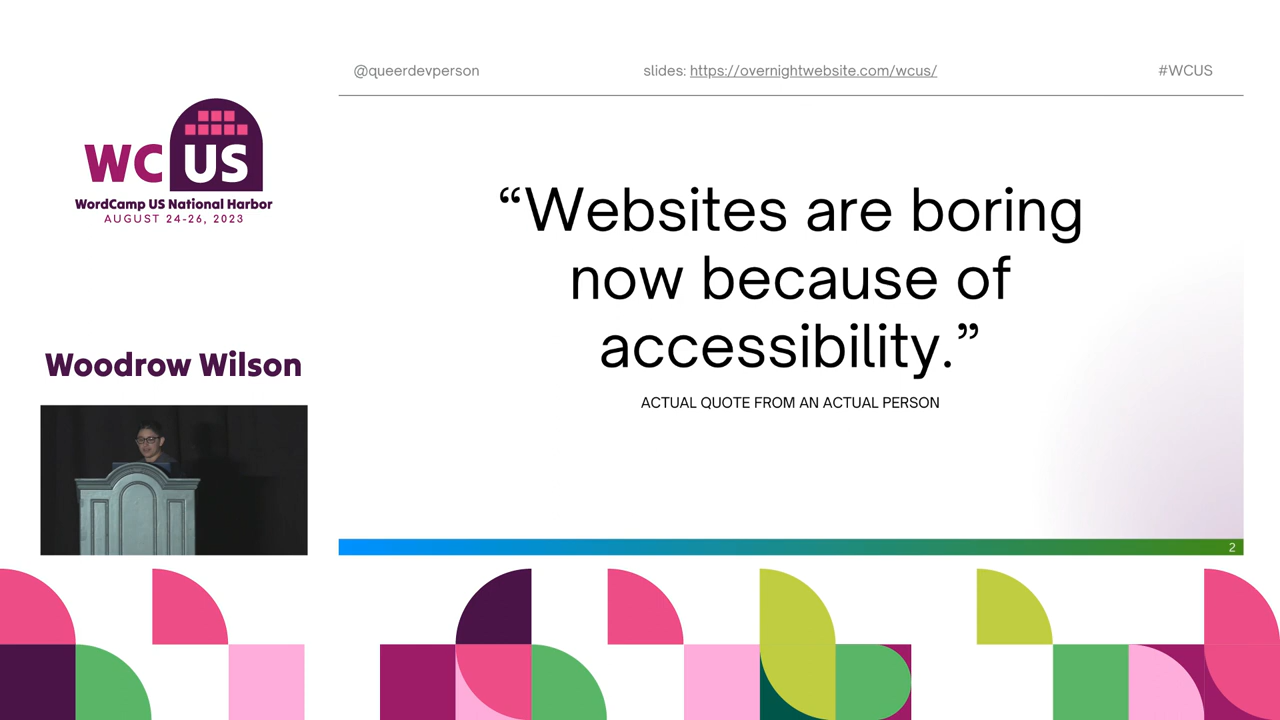 @queerdevperson
slides: https://overnightwebsite.com/wcus/
#WCUS
WC US
WordCamp US National Harbor
AUGUST 24-26, 2023
“Websites are boring
now because of
accessibility.”
ACTUAL QUOTE FROM AN ACTUAL PERSON
Woodrow Wilson
2